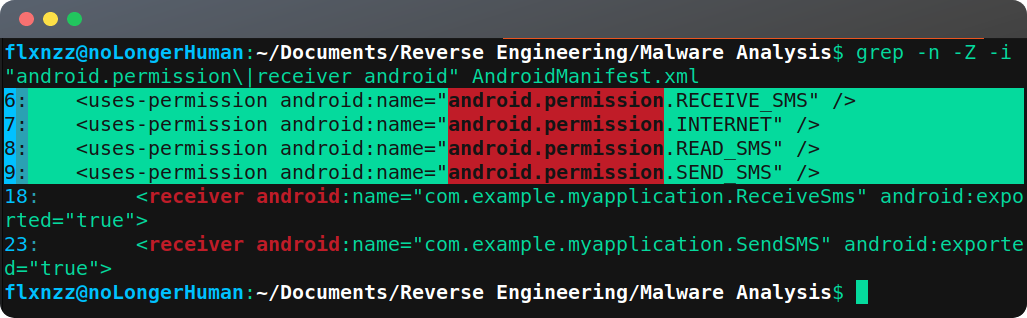 flxnzz@noLongerHuman:~/Documents/Reverse Engineering/Malware Analysis$ grep -n -Z -i
"android.permission\|receiver android" AndroidManifest.xml
6:    <uses-permission android:name="android.permission.RECEIVE_SMS" />
7:    <uses-permission android:name="android.permission.INTERNET" />
8:    <uses-permission android:name="android.permission.READ_SMS" />
9:    <uses-permission android:name="android.permission.SEND_SMS" />
18:        <receiver android:name="com.example.myapplication.ReceiveSms" android:expo
rted="true">
23:        <receiver android:name="com.example.myapplication.SendSMS" android:exporte
d="true">
flxnzz@noLongerHuman:~/Documents/Reverse Engineering/Malware Analysis$